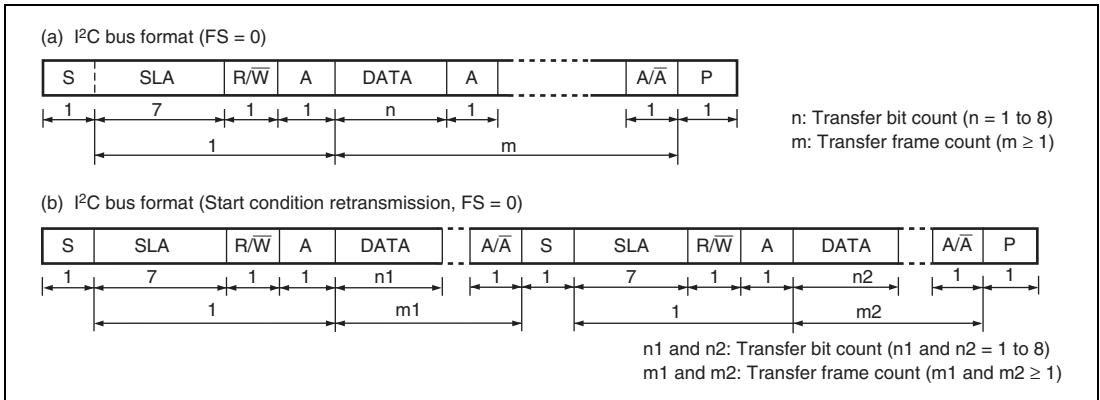 (a) I²C bus format (FS = 0)
S SLA R/W̅ A DATA A A/A̅ P
1 7 1 1 n 1 1 1
1 m
n: Transfer bit count (n = 1 to 8)
m: Transfer frame count (m ≥ 1)
(b) I²C bus format (Start condition retransmission, FS = 0)
S SLA R/W̅ A DATA A/A̅ S SLA R/W̅ A DATA A/A̅ P
1 7 1 1 n1 1 1 7 1 1 n2 1 1
1 m1 1 m2
n1 and n2: Transfer bit count (n1 and n2 = 1 to 8)
m1 and m2: Transfer frame count (m1 and m2 ≥ 1)